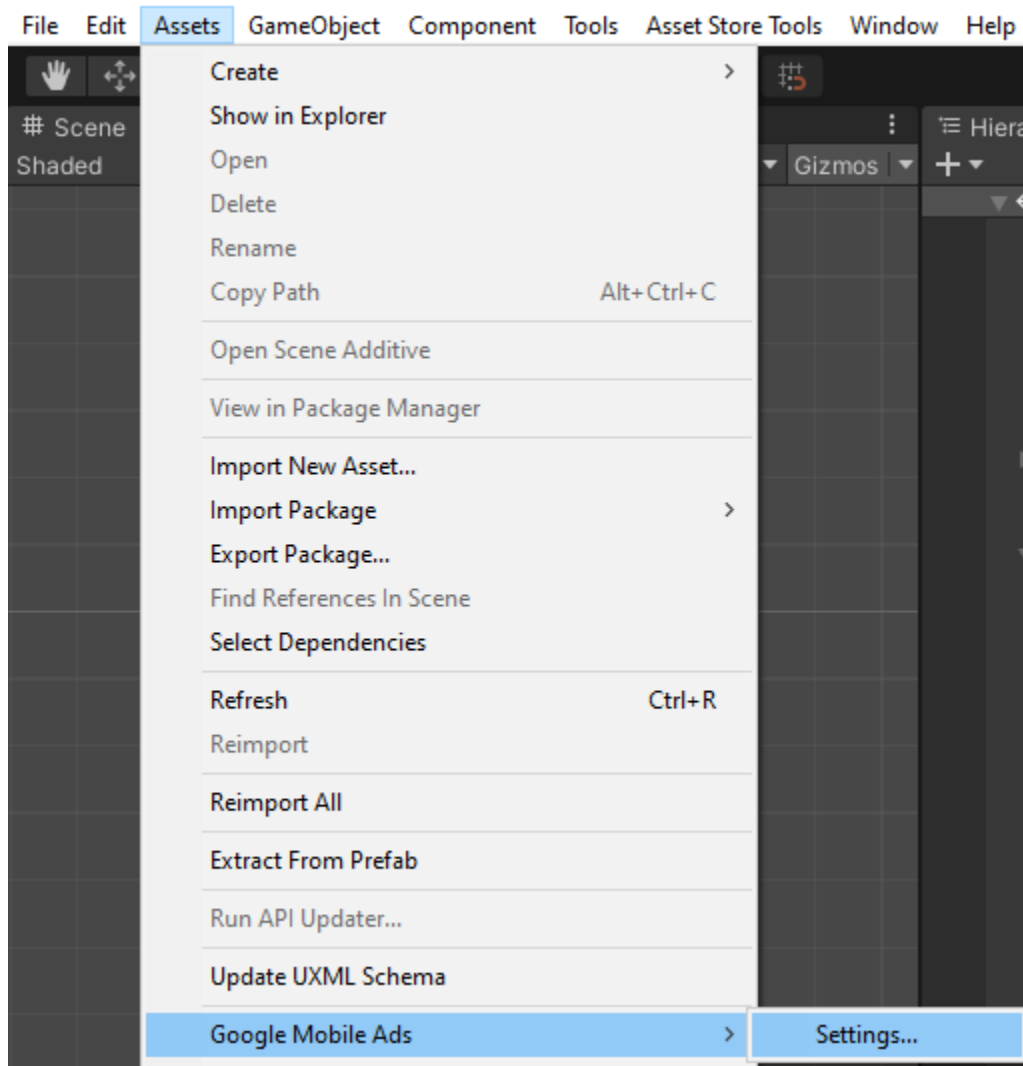 File Edit Assets GameObject Component Tools Asset Store Tools Window Help
# Scene
Shaded
Gizmos
Create
Show in Explorer
Open
Delete
Rename
Copy Path Alt+Ctrl+C
Open Scene Additive
View in Package Manager
Import New Asset...
Import Package
Export Package...
Find References In Scene
Select Dependencies
Refresh Ctrl+R
Reimport
Reimport All
Extract From Prefab
Run API Updater...
Update UXML Schema
Google Mobile Ads
Settings...